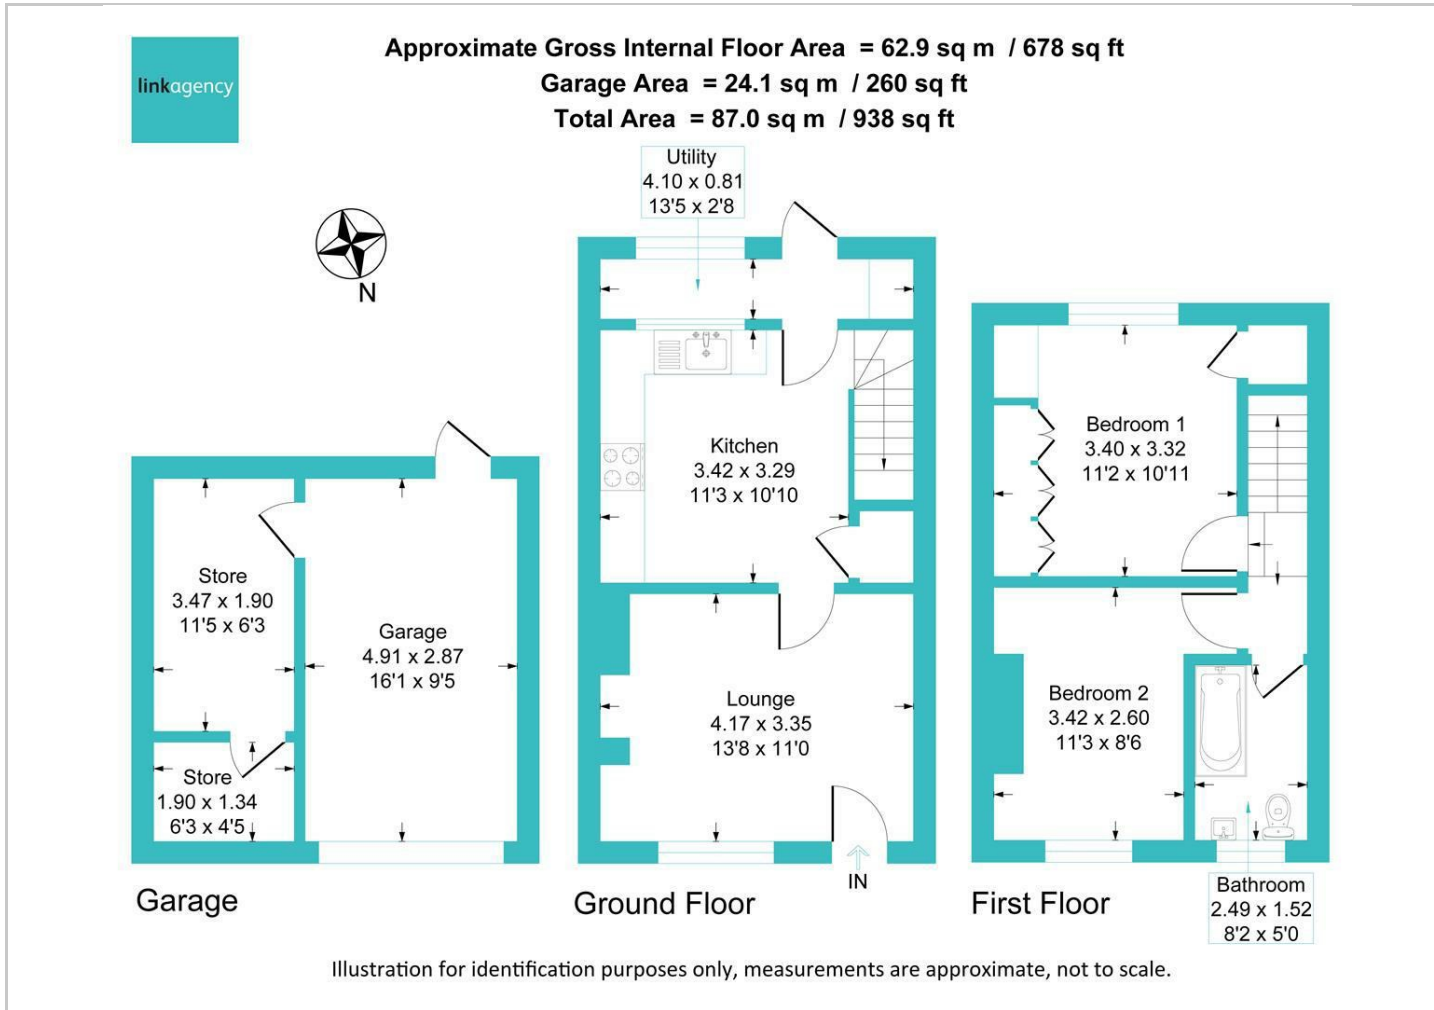 linkagency
Approximate Gross Internal Floor Area = 62.9 sq m / 678 sq ft
Garage Area = 24.1 sq m / 260 sq ft
Total Area = 87.0 sq m / 938 sq ft
N
Utility
4.10 x 0.81
13'5 x 2'8
Kitchen
3.42 x 3.29
11'3 x 10'10
Bedroom 1
3.40 x 3.32
11'2 x 10'11
Store
3.47 x 1.90
11'5 x 6'3
Garage
4.91 x 2.87
16'1 x 9'5
Lounge
4.17 x 3.35
13'8 x 11'0
Bedroom 2
3.42 x 2.60
11'3 x 8'6
Store
1.90 x 1.34
6'3 x 4'5
IN
Bathroom
2.49 x 1.52
8'2 x 5'0
Garage
Ground Floor
First Floor
Illustration for identification purposes only, measurements are approximate, not to scale.